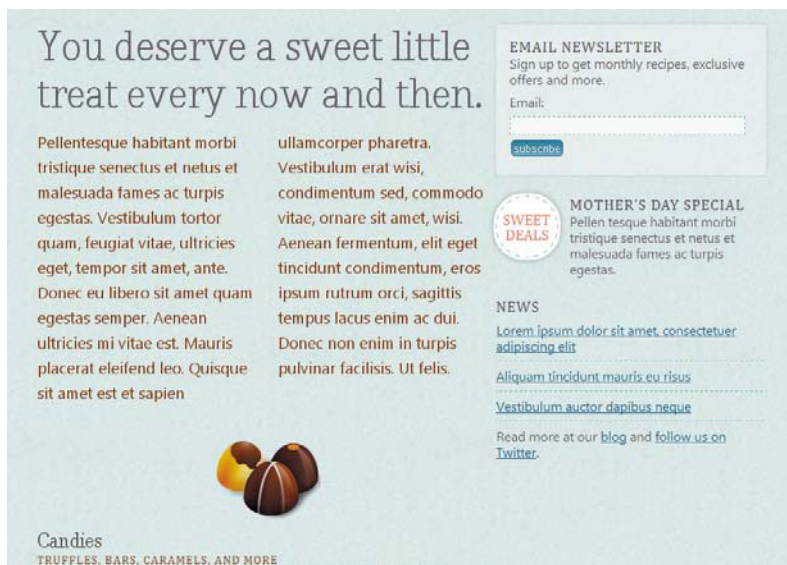 You deserve a sweet little
treat every now and then.
Pellentesque habitant morbi
tristique senectus et netus et
malesuada fames ac turpis
egestas. Vestibulum tortor
quam, feugiat vitae, ultricies
eget, tempor sit amet, ante.
Donec eu libero sit amet quam
egestas semper. Aenean
ultricies mi vitae est. Mauris
placerat eleifend leo. Quisque
sit amet est et sapien
ullamcorper pharetra.
Vestibulum erat wisi,
condimentum sed, commodo
vitae, ornare sit amet, wisi.
Aenean fermentum, elit eget
tincidunt condimentum, eros
ipsum rutrum orci, sagittis
tempus lacus enim ac dui.
Donec non enim in turpis
pulvinar facilisis. Ut felis.
Candies
TRUFFLES, BARS, CARAMELS, AND MORE
EMAIL NEWSLETTER
Sign up to get monthly recipes, exclusive
offers and more.
Email:
subscribe
SWEET
DEALS
MOTHER'S DAY SPECIAL
Pellen tesque habitant morbi
tristique senectus et netus et
malesuada fames ac turpis
egestas.
NEWS
Lorem ipsum dolor sit amet, consectetuer
adipiscing elit
Aliquam tincidunt mauris eu risus
Vestibulum auctor dapibus neque
Read more at our blog and follow us on
Twitter.